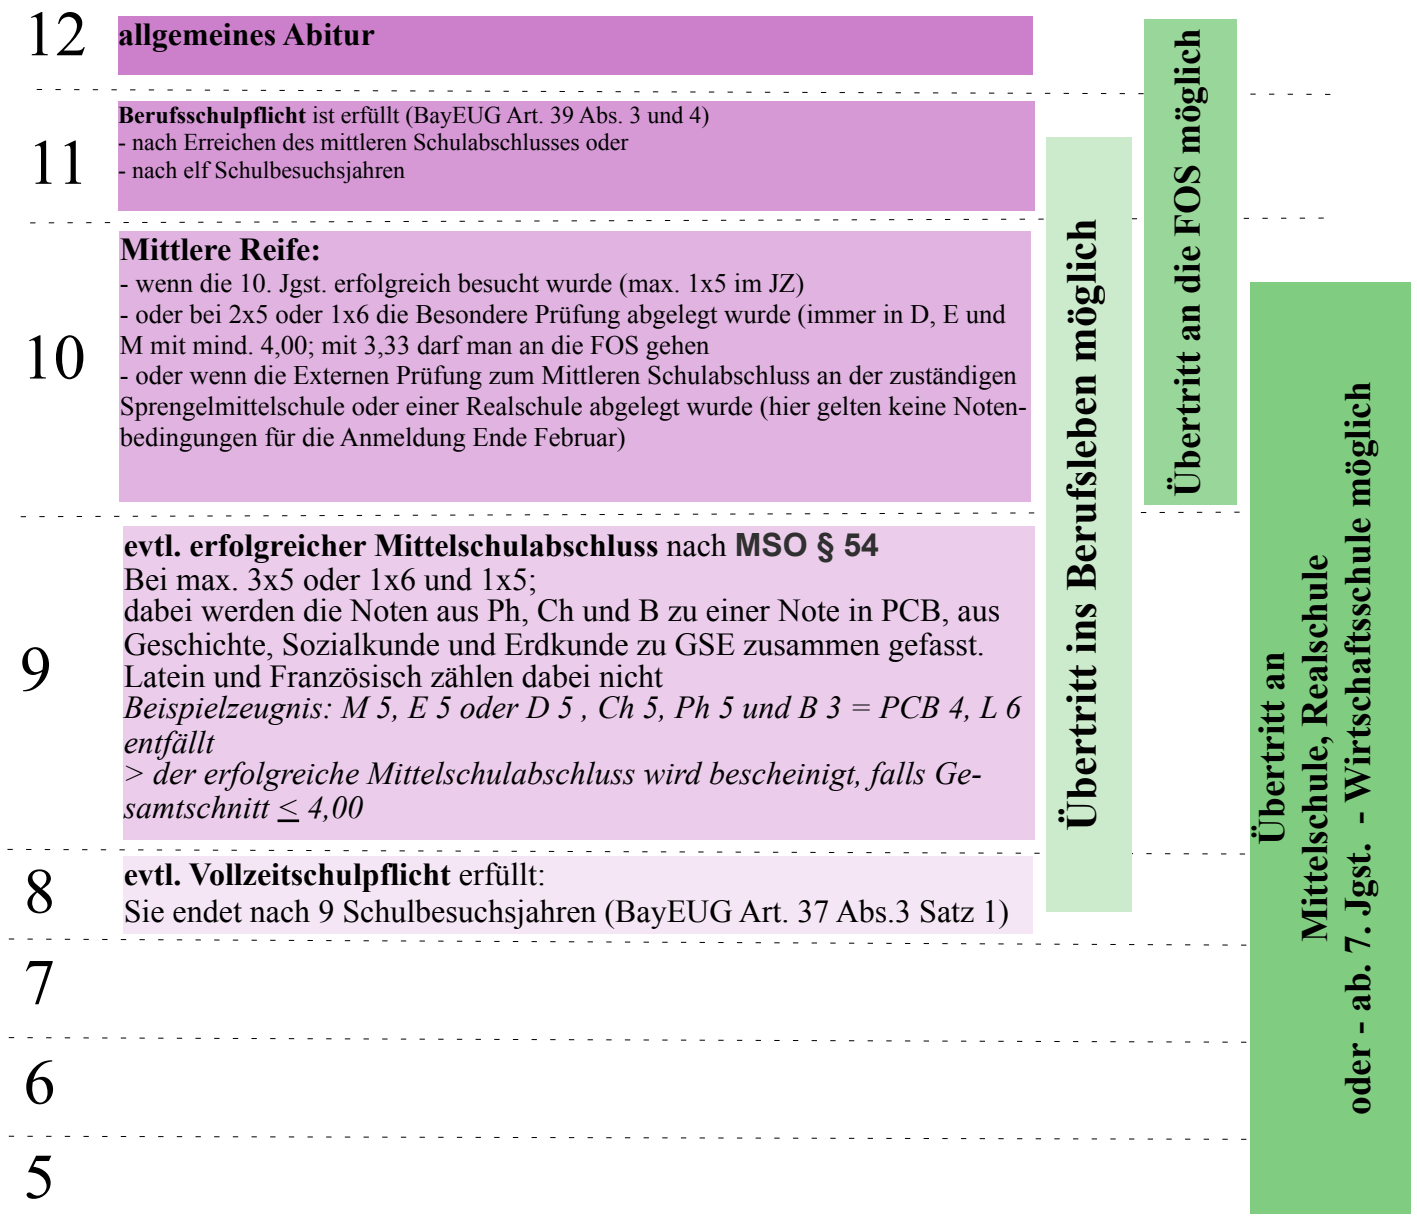 12
allgemeines Abitur
11
Berufsschulpflicht ist erfüllt (BayEUG Art. 39 Abs. 3 und 4)
- nach Erreichen des mittleren Schulabschlusses oder
- nach elf Schulbesuchsjahren
10
Mittlere Reife:
- wenn die 10. Jgst. erfolgreich besucht wurde (max. 1x5 im JZ)
- oder bei 2x5 oder 1x6 die Besondere Prüfung abgelegt wurde (immer in D, E und
M mit mind. 4,00; mit 3,33 darf man an die FOS gehen
- oder wenn die Externen Prüfung zum Mittleren Schulabschluss an der zuständigen
Sprengelmittelschule oder einer Realschule abgelegt wurde (hier gelten keine Noten-
bedingungen für die Anmeldung Ende Februar)
9
evtl. erfolgreicher Mittelschulabschluss nach MSO § 54
Bei max. 3x5 oder 1x6 und 1x5;
dabei werden die Noten aus Ph, Ch und B zu einer Note in PCB, aus
Geschichte, Sozialkunde und Erdkunde zu GSE zusammen gefasst.
Latein und Französisch zählen dabei nicht
Beispielzeugnis: M 5, E 5 oder D 5 , Ch 5, Ph 5 und B 3 = PCB 4, L 6
entfällt
> der erfolgreiche Mittelschulabschluss wird bescheinigt, falls Ge-
samtschnitt < 4,00
8
evtl. Vollzeitschulpflicht erfüllt:
Sie endet nach 9 Schulbesuchsjahren (BayEUG Art. 37 Abs.3 Satz 1)
7
6
5
Übertritt ins Berufsleben möglich
Übertritt an die FOS möglich
Übertritt an
Mittelschule, Realschule
oder - ab. 7. Jgst. - Wirtschaftsschule möglich